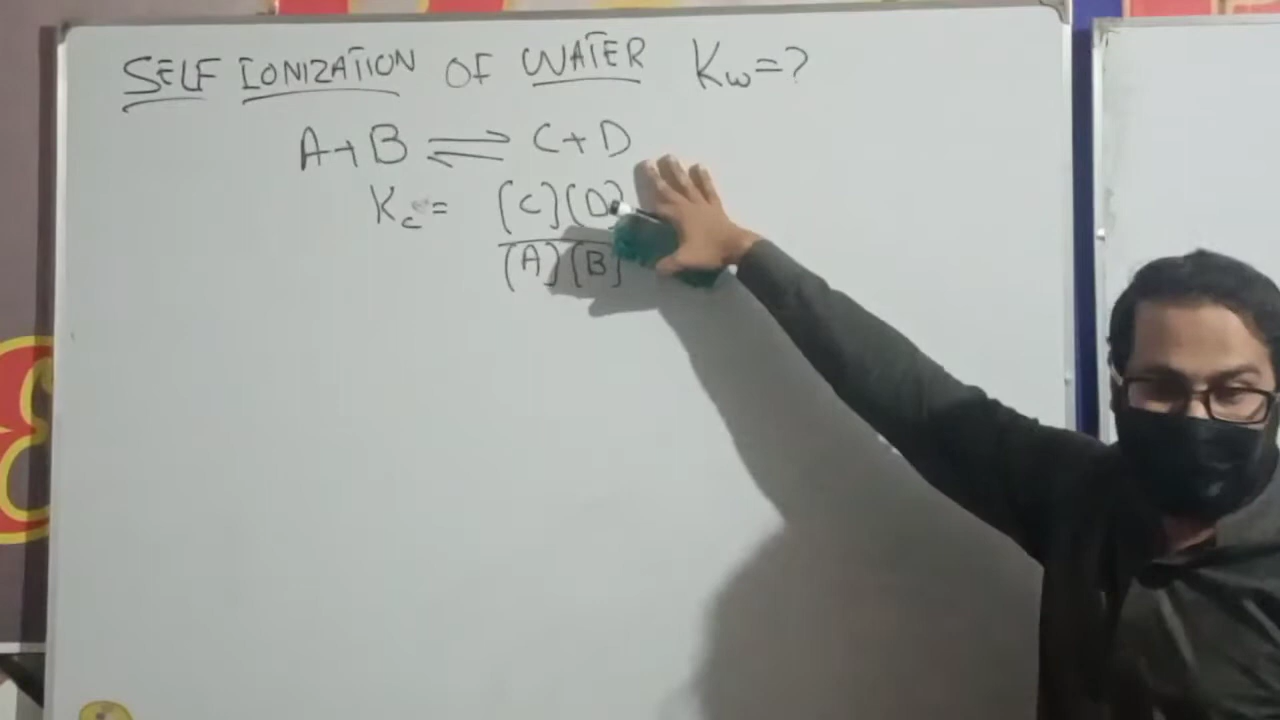 SELF IONIZATION OF WATER Kw=?
A+B ⇌ C+D
Kc = [C][D]
[A][B]